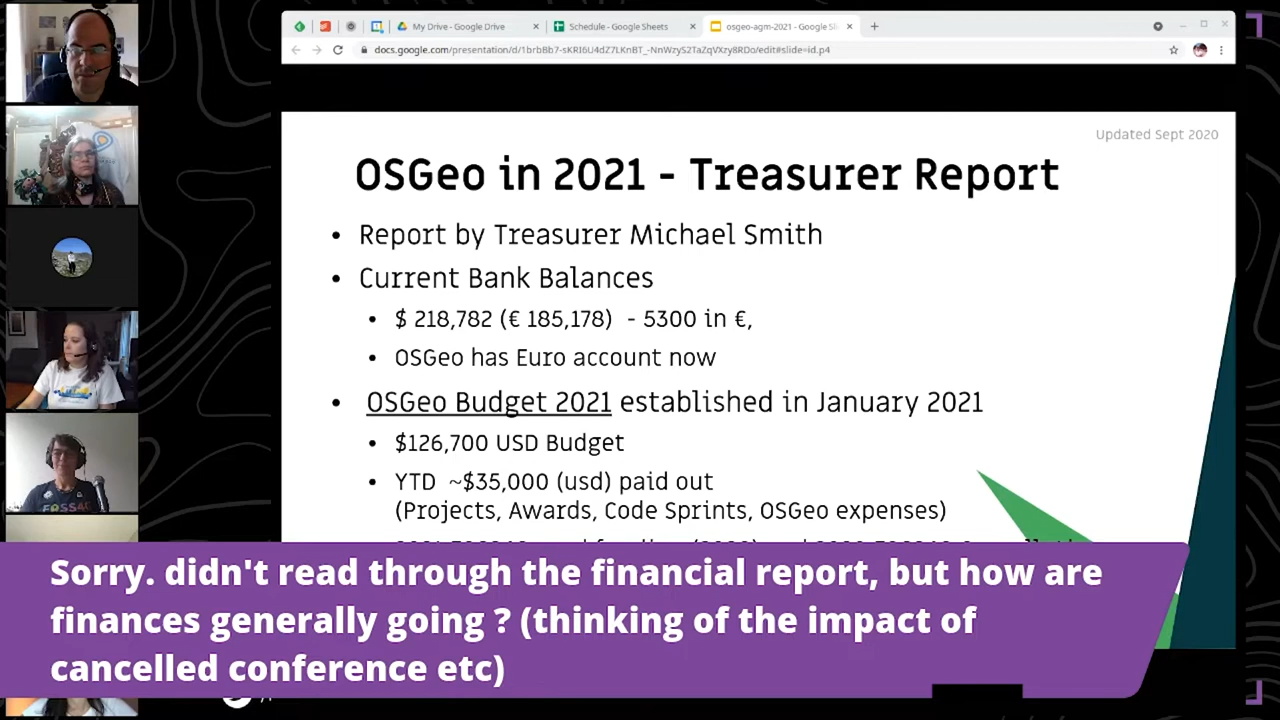 My Drive - Google Drive
Schedule - Google Sheets
osgeo-agm-2021 - Google Sli
docs.google.com/presentation/d/1brbBb7-sKRI6U4dZ7LKnBT_-NnWzyS2TaZqVXzy8RDo/edit#slide=id.p4
Updated Sept 2020
OSGeo in 2021 - Treasurer Report
• Report by Treasurer Michael Smith
• Current Bank Balances
• $ 218,782 (€ 185,178) - 5300 in €,
• OSGeo has Euro account now
• OSGeo Budget 2021 established in January 2021
• $126,700 USD Budget
• YTD ~$35,000 (usd) paid out
(Projects, Awards, Code Sprints, OSGeo expenses)
Sorry. didn't read through the financial report, but how are
finances generally going ? (thinking of the impact of
cancelled conference etc)